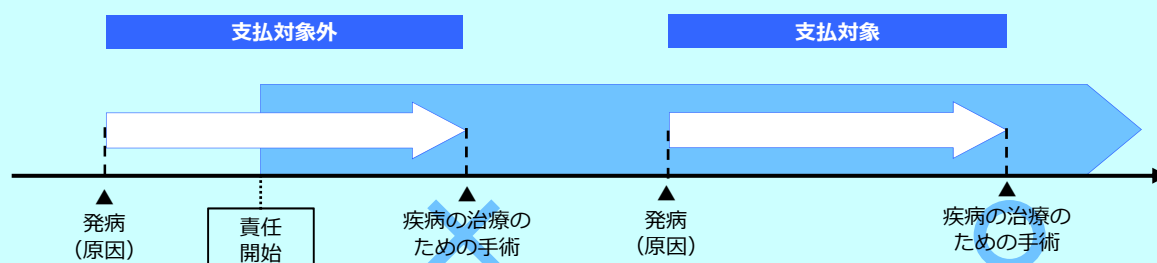 支払対象外
支払対象
▲
発病
(原因)
責任
開始
▲
疾病の治療の
ための手術
▲
発病
(原因)
▲
疾病の治療の
ための手術